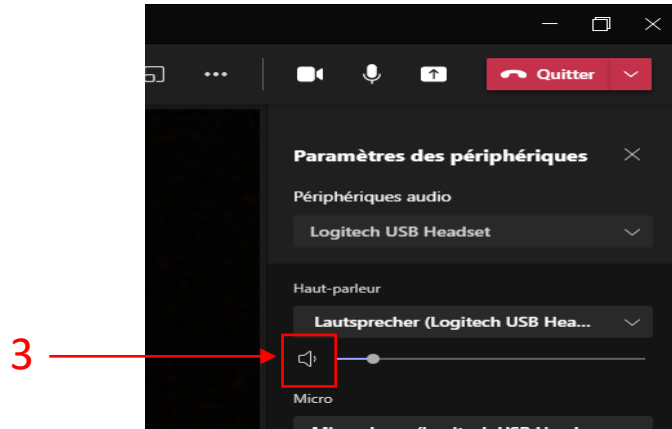 Quitter
Paramètres des périphériques
Périphériques audio
Logitech USB Headset
Haut-parleur
Lautsprecher (Logitech USB Hea...
3
Micro